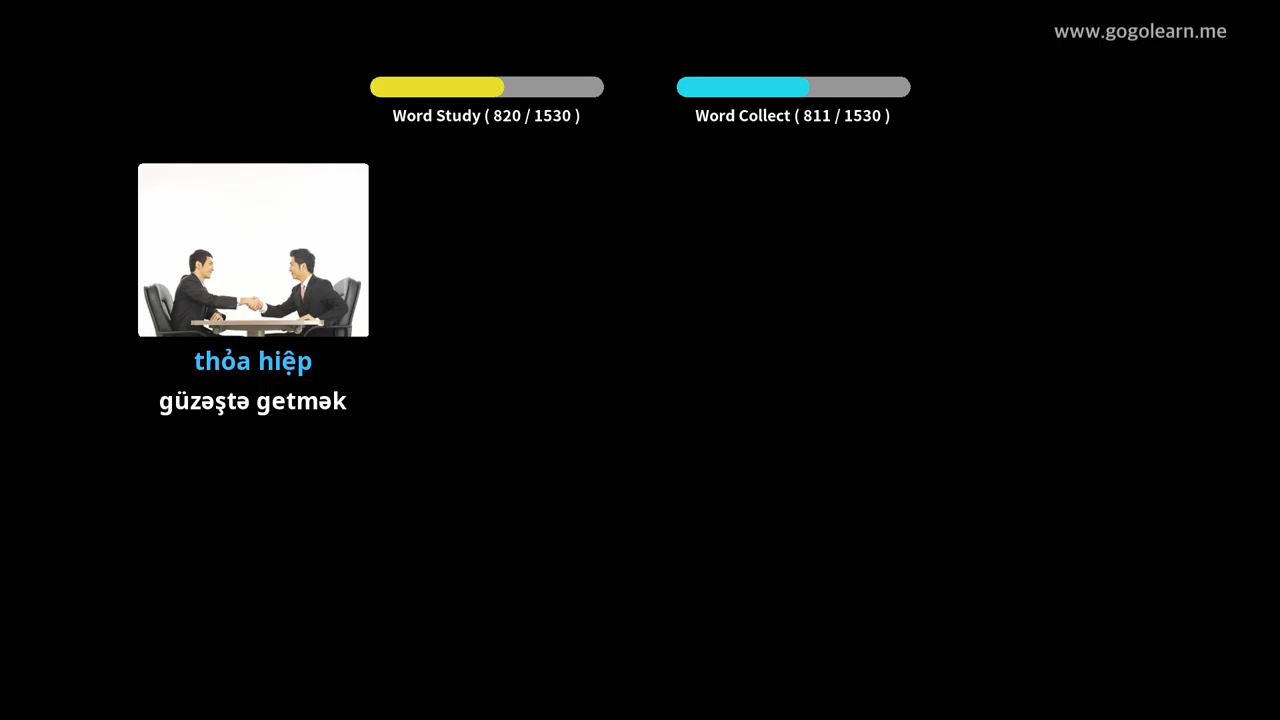 www.gogolearn.me
Word Study ( 820 / 1530 )
Word Collect ( 811 / 1530 )
thỏa hiệp
güzəştə getmək